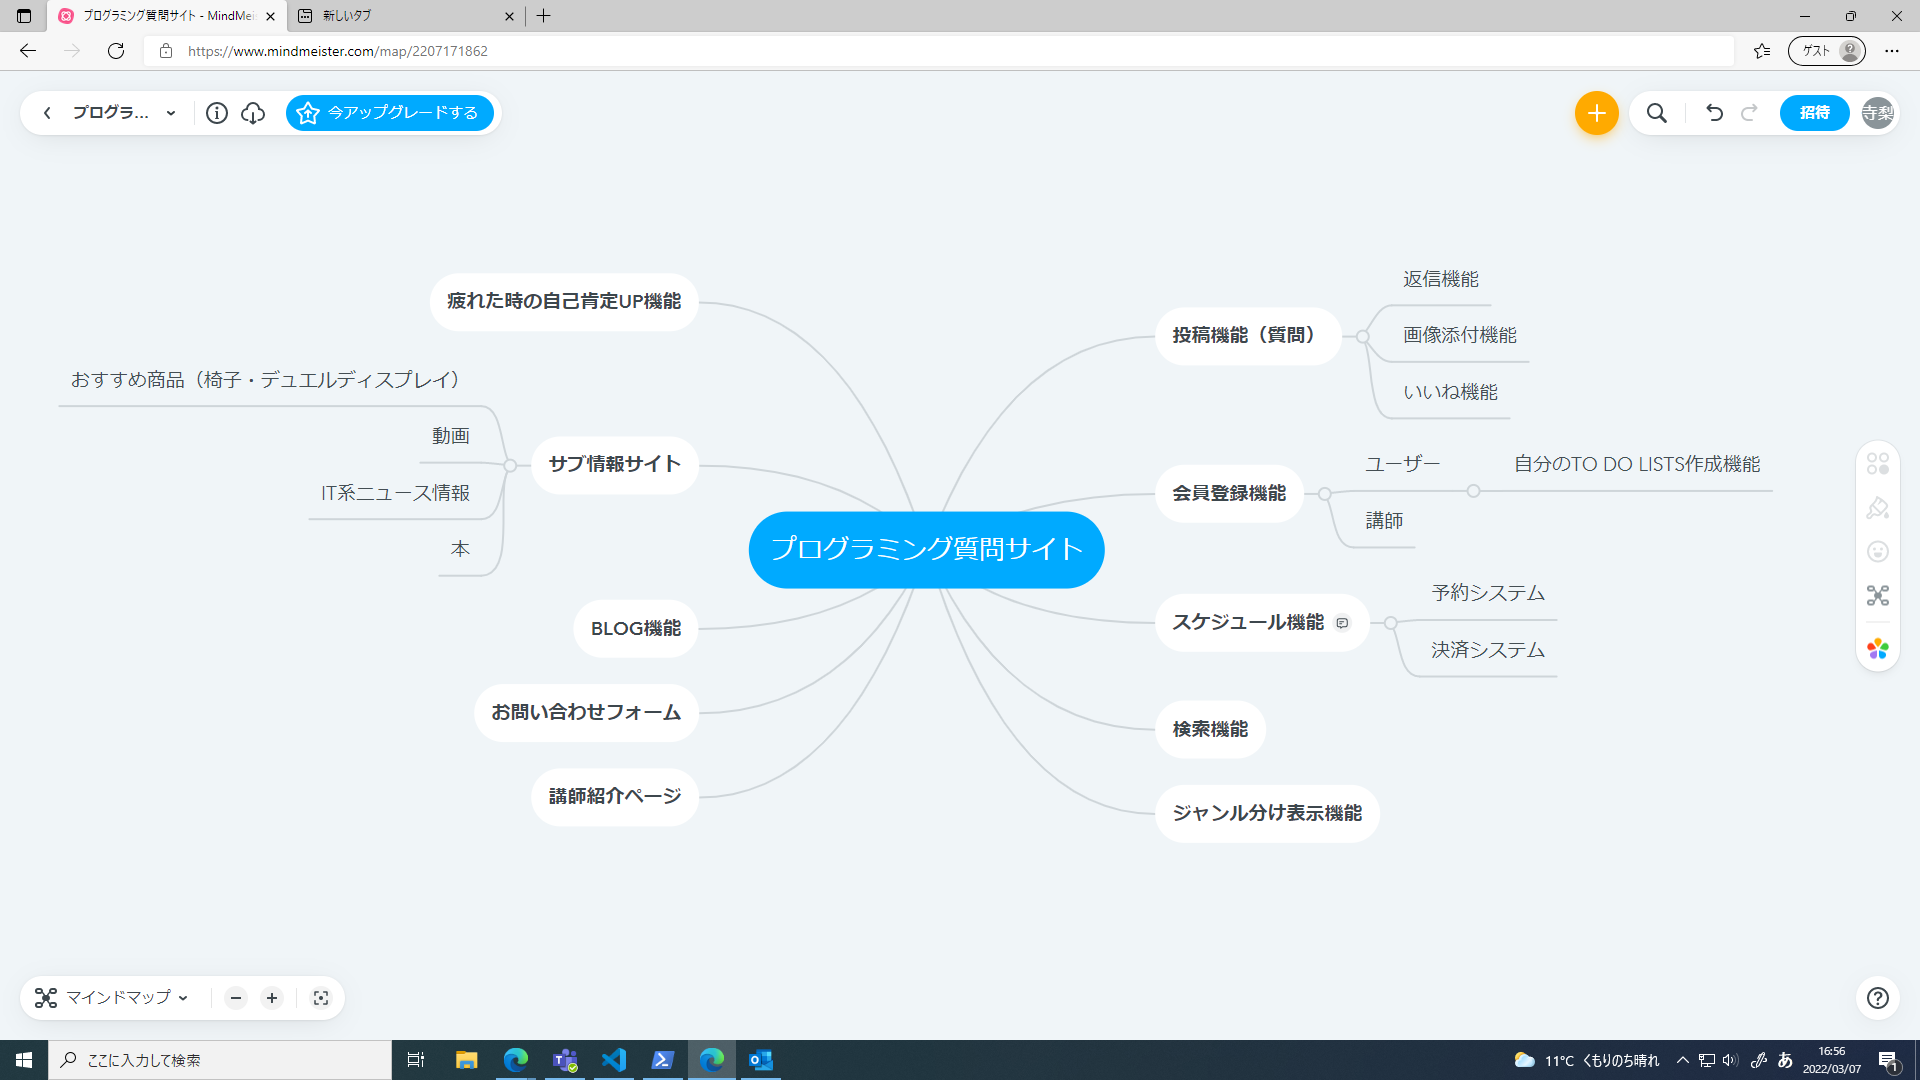 プログラミング質問サイト - MindMeis
新しいタブ
https://www.mindmeister.com/map/2207171862
ゲスト
プログラ...
今アップグレードする
招待
寺梨
疲れた時の自己肯定UP機能
おすすめ商品（椅子・デュエルディスプレイ）
動画
サブ情報サイト
IT系ニュース情報
本
BLOG機能
お問い合わせフォーム
講師紹介ページ
プログラミング質問サイト
投稿機能（質問）
返信機能
画像添付機能
いいね機能
会員登録機能
ユーザー
自分のTO DO LISTS作成機能
講師
スケジュール機能
予約システム
決済システム
検索機能
ジャンル分け表示機能
マインドマップ
ここに入力して検索
11°C くもりのち晴れ
あ
16:56
2022/03/07
1